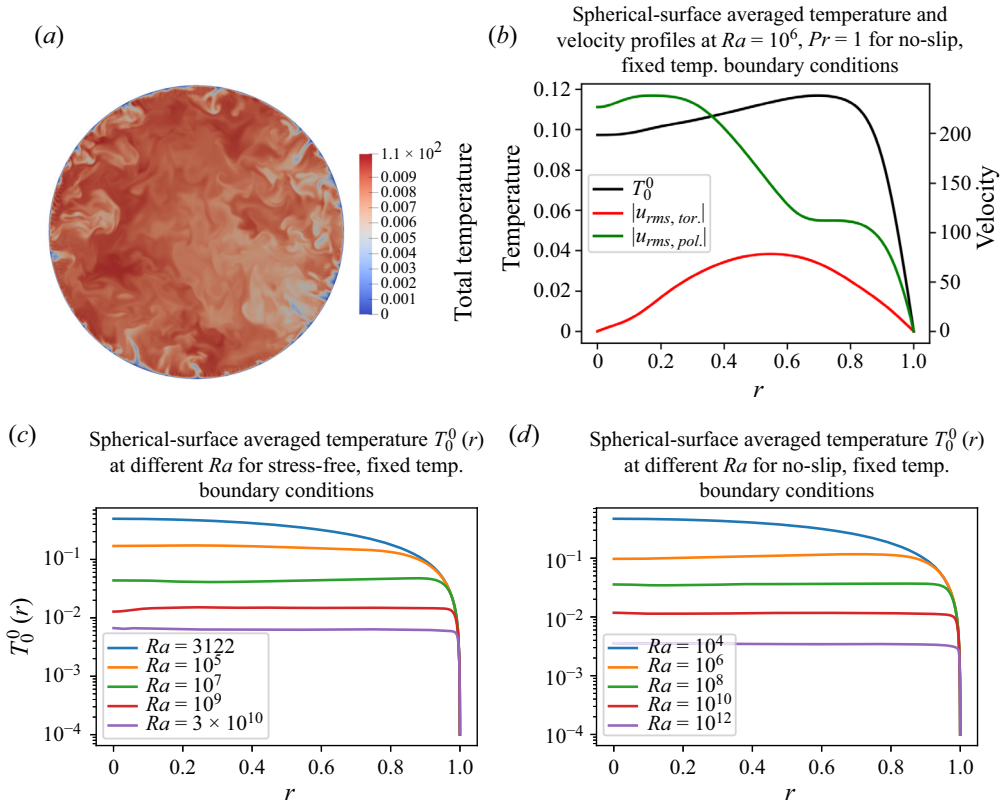 (a)
1.1 × 10²
0.009
0.008
0.007
0.006
0.005
0.004
0.003
0.002
0.001
0
Total temperature
(b)
Spherical-surface averaged temperature and
velocity profiles at Ra = 10⁶, Pr = 1 for no-slip,
fixed temp. boundary conditions
0.12
0.10
0.08
0.06
0.04
0.02
0
Temperature
T₀⁰
|u_rms, tor.|
|u_rms, pol.|
200
150
100
50
0
Velocity
0 0.2 0.4 0.6 0.8 1.0
r
(c)
Spherical-surface averaged temperature T₀⁰ (r)
at different Ra for stress-free, fixed temp.
boundary conditions
10⁻¹
10⁻²
10⁻³
10⁻⁴
T₀⁰ (r)
Ra = 3122
Ra = 10⁵
Ra = 10⁷
Ra = 10⁹
Ra = 3 × 10¹⁰
0 0.2 0.4 0.6 0.8 1.0
r
(d)
Spherical-surface averaged temperature T₀⁰ (r)
at different Ra for no-slip, fixed temp.
boundary conditions
10⁻¹
10⁻²
10⁻³
10⁻⁴
Ra = 10⁴
Ra = 10⁶
Ra = 10⁸
Ra = 10¹⁰
Ra = 10¹²
0 0.2 0.4 0.6 0.8 1.0
r